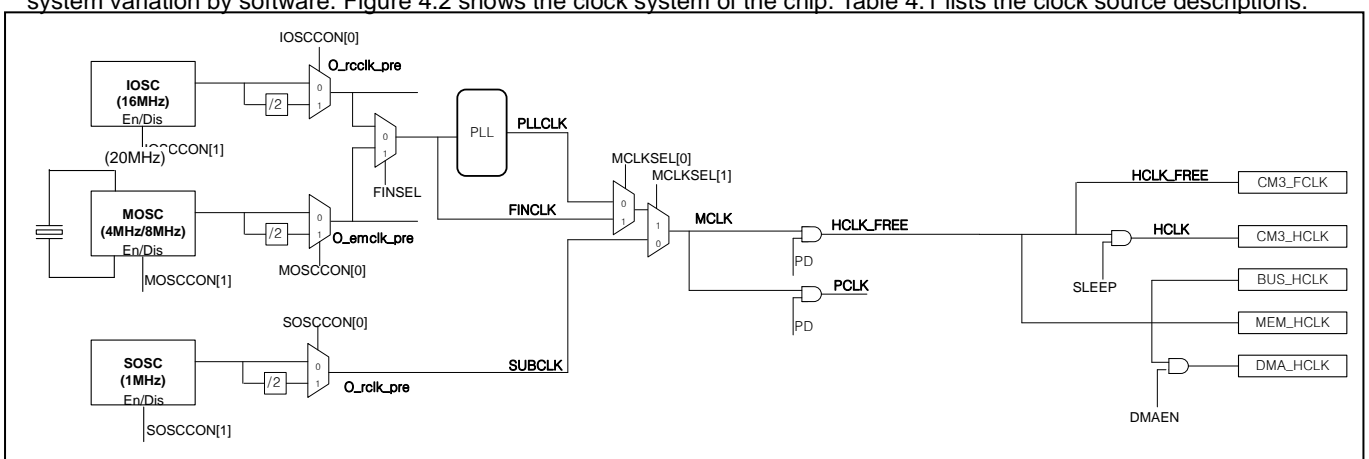 system variation by software. Figure 4.2 shows the clock system of the chip. Table 4.1 lists the clock source descriptions.
IOSCCON[0]
O_rcclk_pre
IOSC
(16MHz)
En/Dis
0
1
/2
CCON[1]
(20MHz)
PLL
PLLCLK
0
1
FINSEL
MCLKSEL[0]
MCLKSEL[1]
MOSC
(4MHz/8MHz)
En/Dis
0
1
/2
O_emclk_pre
MOSCCON[0]
MOSCCON[1]
FINCLK
0
1
1
0
MCLK
HCLK_FREE
PD
PCLK
PD
HCLK_FREE
CM3_FCLK
HCLK
CM3_HCLK
SLEEP
BUS_HCLK
MEM_HCLK
DMA_HCLK
DMAEN
SOSCCON[0]
SOSC
(1MHz)
En/Dis
0
1
/2
O_rclk_pre
SUBCLK
SOSCCON[1]